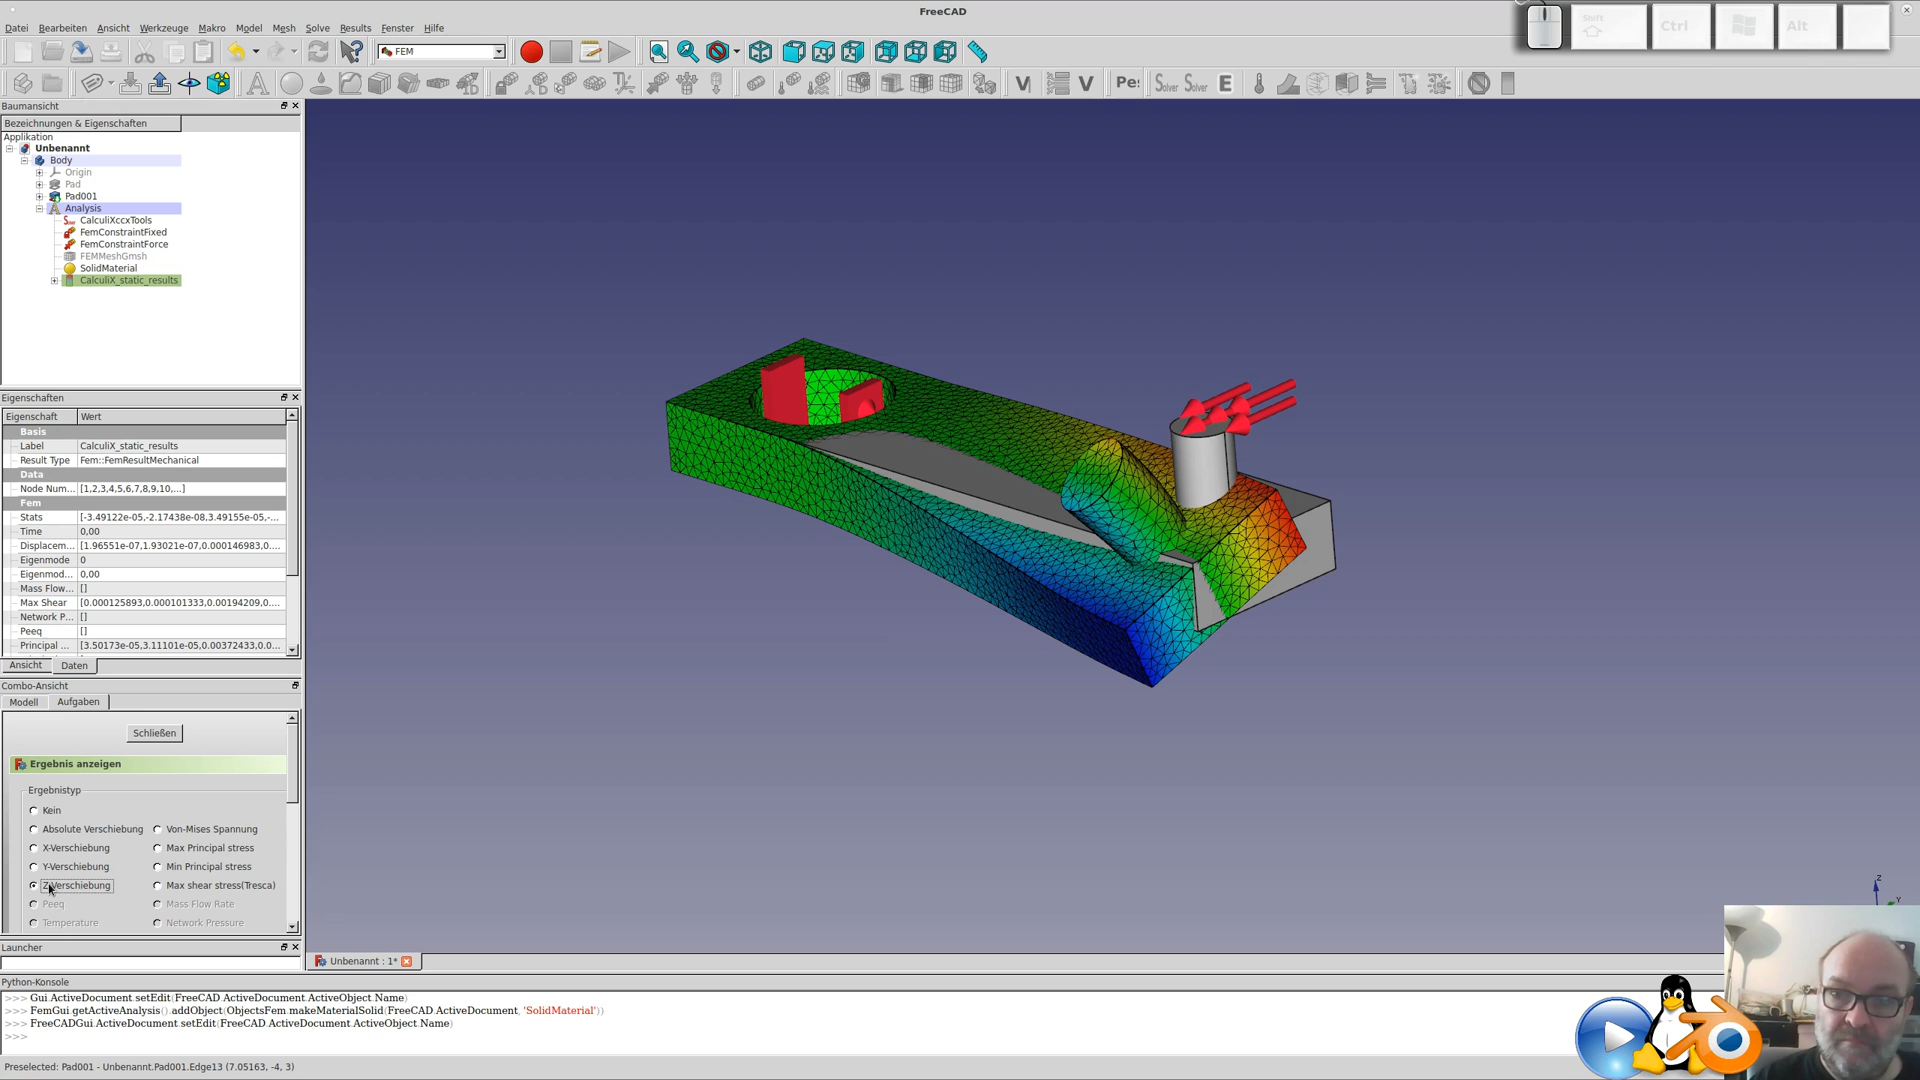 FreeCAD
Datei Bearbeiten Ansicht Werkzeuge Makro Model Mesh Solve Results Fenster Hilfe
Shift Ctrl Alt
FEM
V V Pe: Solver Solver E
Baumansicht
Bezeichnungen & Eigenschaften
Applikation
Unbenannt
Body
Origin
Pad
Pad001
Analysis
CalculiXccxTools
FemConstraintFixed
FemConstraintForce
FEMMeshGmsh
SolidMaterial
CalculiX_static_results
Eigenschaften
Eigenschaft Wert
Basis
Label CalculiX_static_results
Result Type Fem::FemResultMechanical
Data
Node Num... [1,2,3,4,5,6,7,8,9,10,...]
Fem
Stats [-3.49122e-05,-2.17438e-08,3.49155e-05,-...
Time 0,00
Displacem... [1.96551e-07,1.93021e-07,0.000146983,0....
Eigenmode 0
Eigenmod... 0,00
Mass Flow... []
Max Shear [0.000125893,0.000101333,0.00194209,0....
Network P... []
Peeq []
Principal ... [3.50173e-05,3.11101e-05,0.00372433,0.0...
Ansicht Daten
Combo-Ansicht
Modell Aufgaben
Schließen
Ergebnis anzeigen
Ergebnistyp
Kein
Absolute Verschiebung Von-Mises Spannung
X-Verschiebung Max Principal stress
Y-Verschiebung Min Principal stress
Z-Verschiebung Max shear stress(Tresca)
Peeq Mass Flow Rate
Temperature Network Pressure
Launcher
Unbenannt : 1*
Python-Konsole
>>> Gui.ActiveDocument.setEdit(FreeCAD.ActiveDocument.ActiveObject.Name)
>>> FemGui.getActiveAnalysis().addObject(ObjectsFem.makeMaterialSolid(FreeCAD.ActiveDocument, 'SolidMaterial'))
>>> FreeCADGui.ActiveDocument.setEdit(FreeCAD.ActiveDocument.ActiveObject.Name)
>>>
Z
Y
Preselected: Pad001 - Unbenannt.Pad001.Edge13 (7.05163, -4, 3)